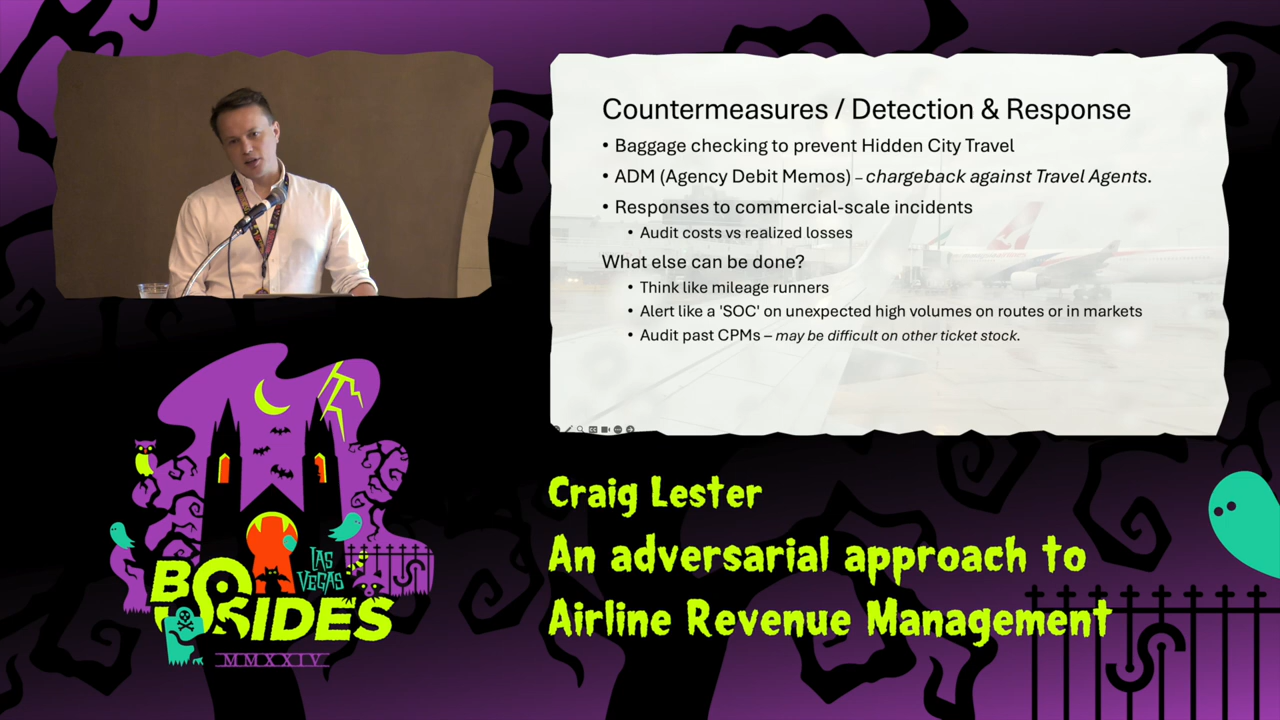 Countermeasures / Detection & Response
• Baggage checking to prevent Hidden City Travel
• ADM (Agency Debit Memos) – chargeback against Travel Agents.
• Responses to commercial-scale incidents
• Audit costs vs realized losses
What else can be done?
• Think like mileage runners
• Alert like a 'SOC' on unexpected high volumes on routes or in markets
• Audit past CPMs – may be difficult on other ticket stock.
LAS
VEGAS
BSIDES
MMXXIV
Craig Lester
An adversarial approach to
Airline Revenue Management